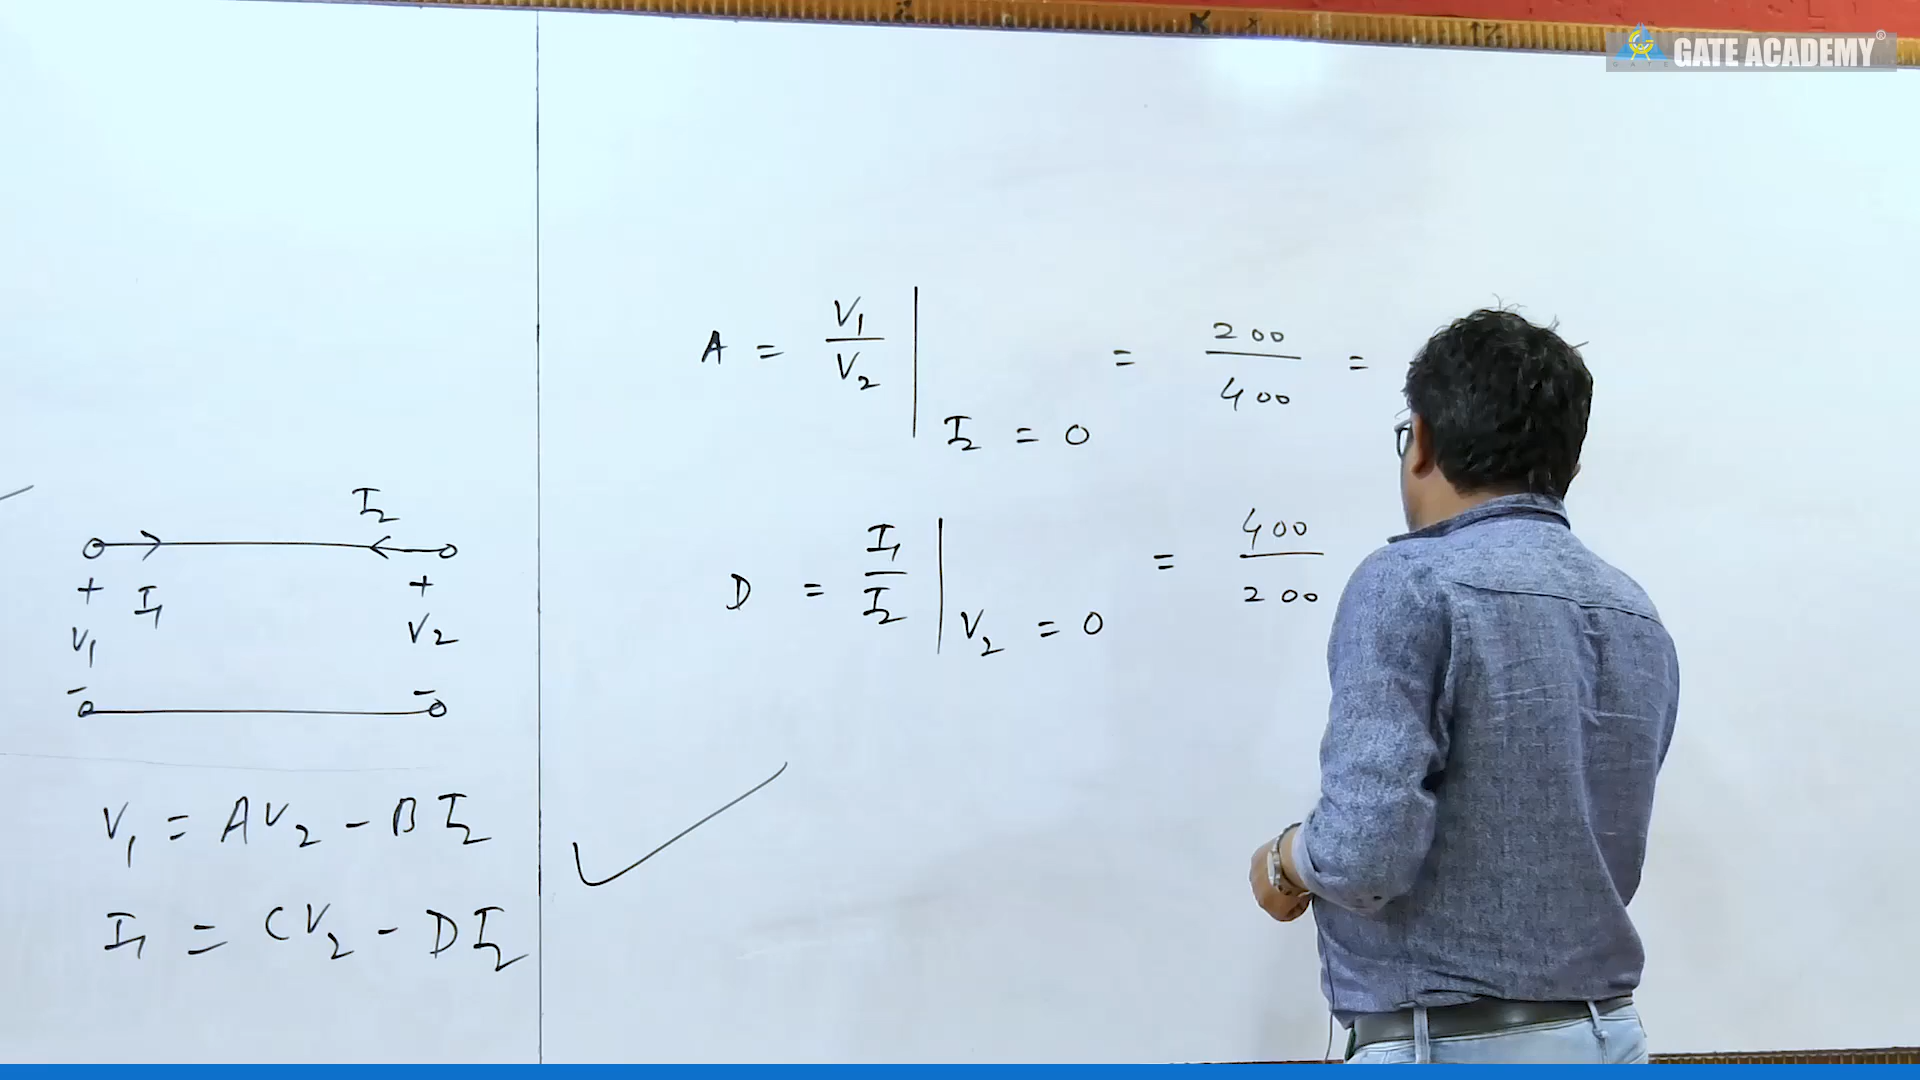 GATE ACADEMY®
GATE
A = V₁/V₂ | I₂ = 0 = 200/400 =
D = I₁/I₂ | V₂ = 0 = 400/200
I₂
+ I₁ +
V₁ V₂
- -
V₁ = AV₂ - BI₂
I₁ = CV₂ - DI₂